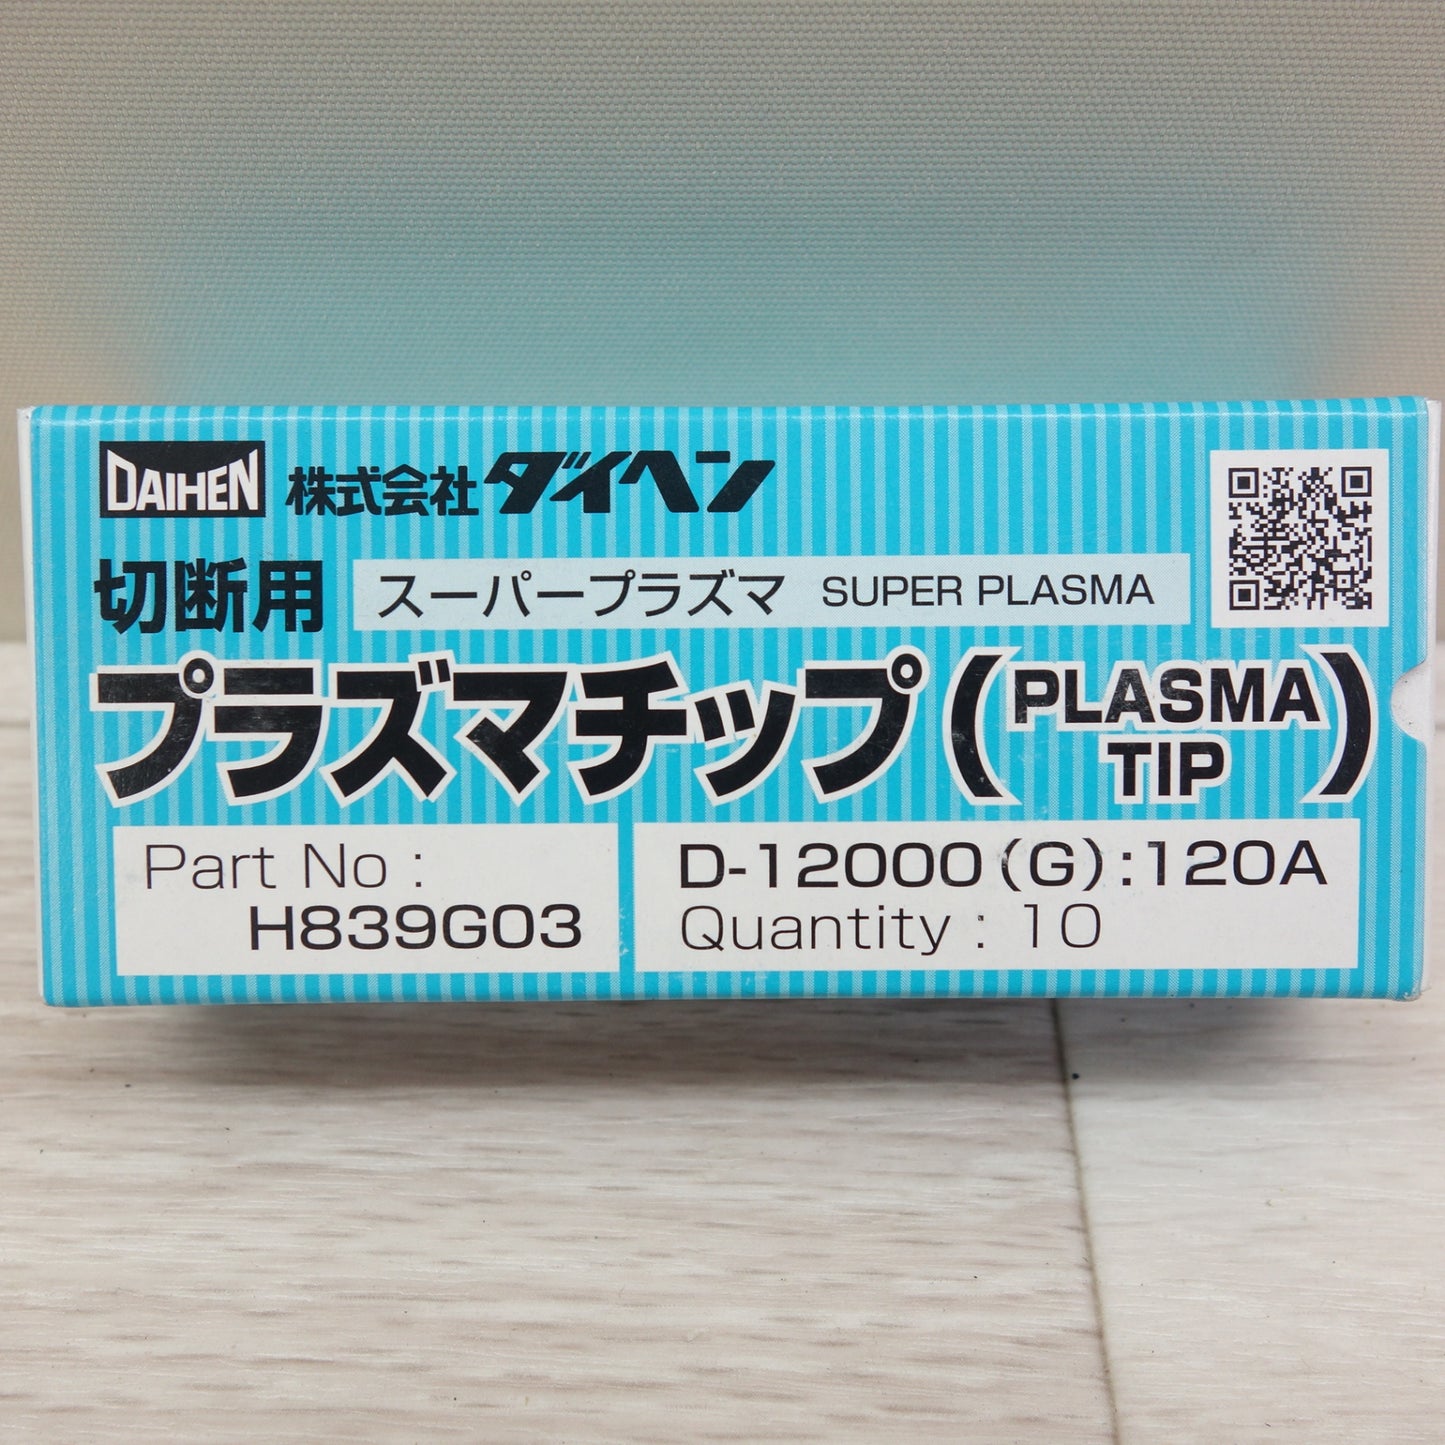 DAIHEN 株式会社 ダイヘン
切断用 スーパープラズマ SUPER PLASMA
プラズマチップ (PLASMA TIP)
Part No :
H839G03
D-12000 (G) : 120A
Quantity : 10